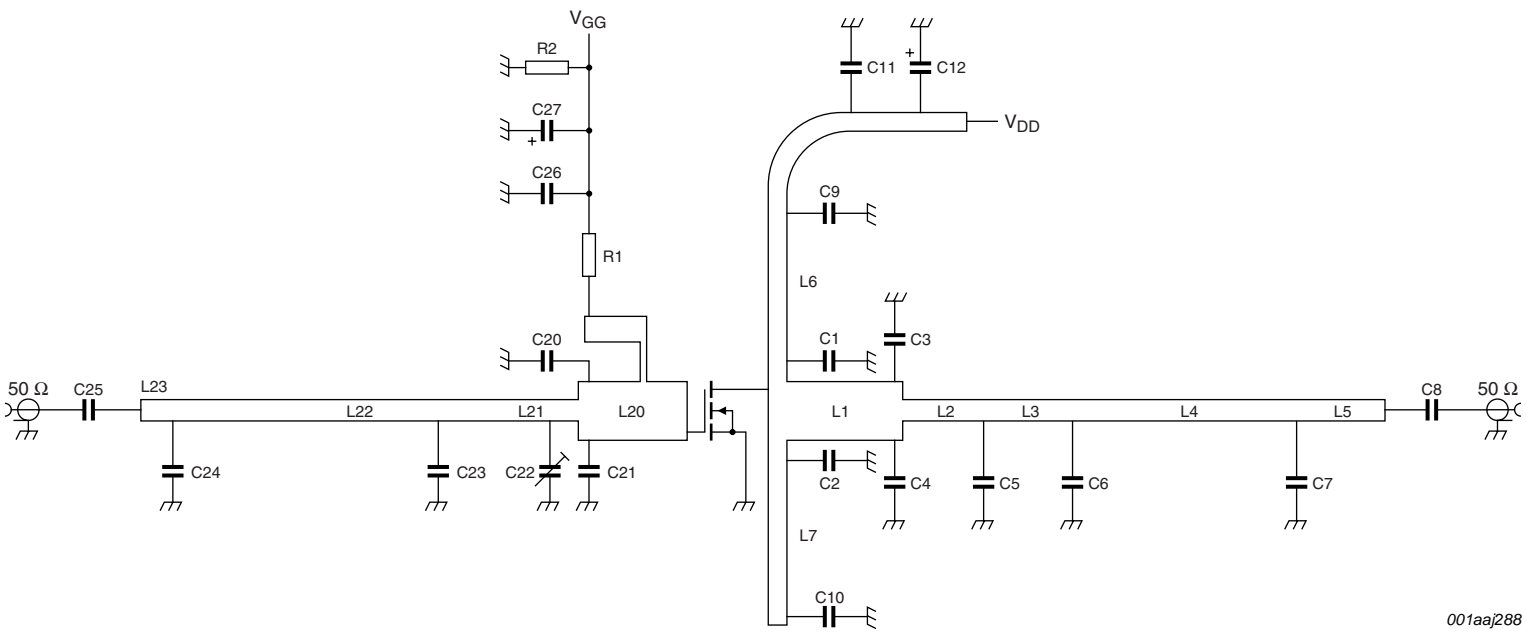 VGG
R2
C27
+
C26
R1
C20
50 Ω
C25
L23
L22
L21
L20
C24
C23
C22
C21
C11
+
C12
VDD
C9
L6
C1
C3
L1
L2
L3
L4
L5
C8
50 Ω
C2
C4
C5
C6
C7
L7
C10
001aaj288